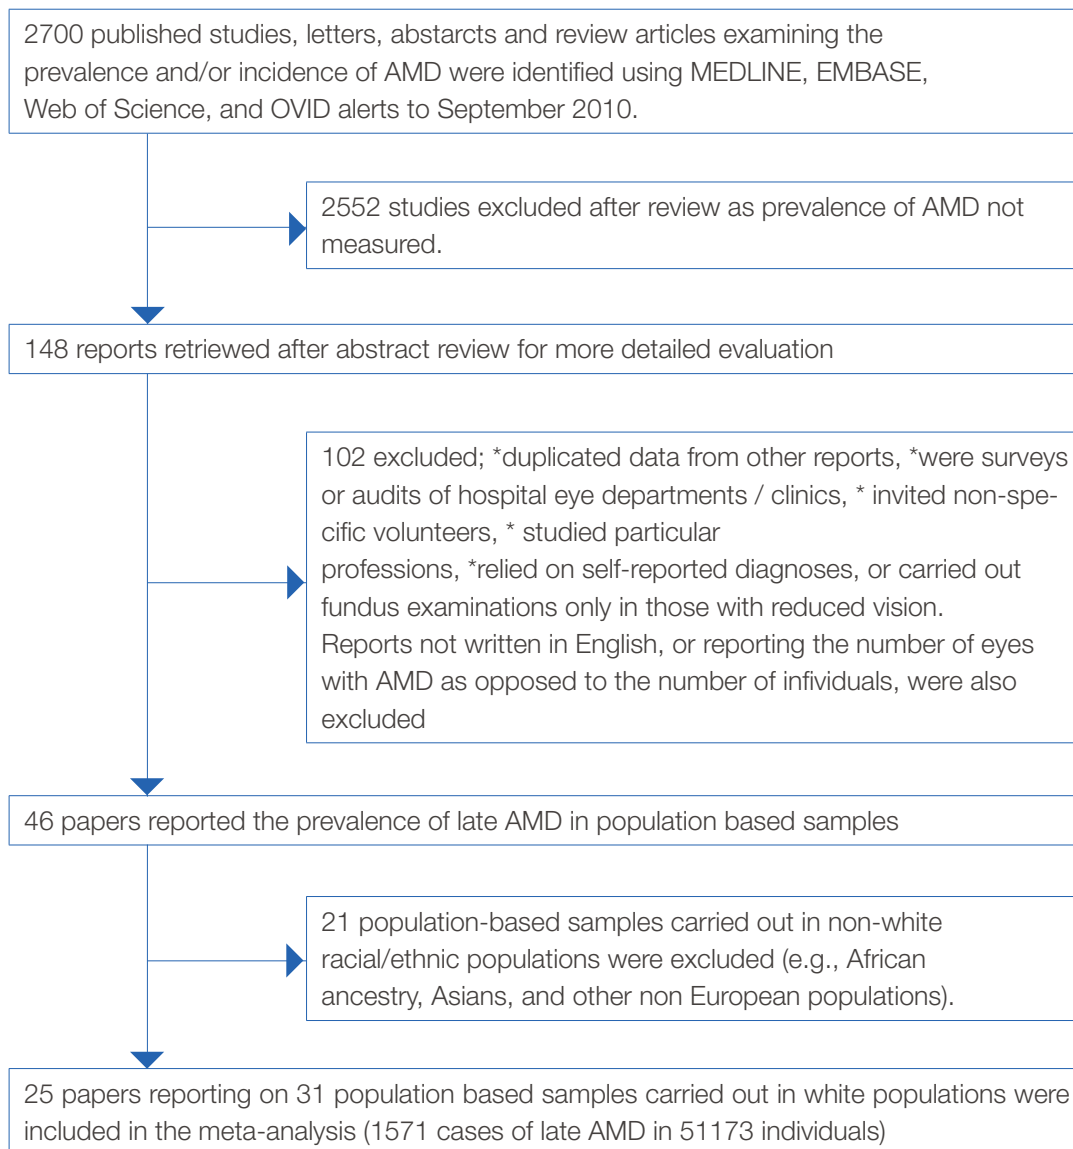 2700 published studies, letters, abstarcts and review articles examining the
prevalence and/or incidence of AMD were identified using MEDLINE, EMBASE,
Web of Science, and OVID alerts to September 2010.
2552 studies excluded after review as prevalence of AMD not
measured.
148 reports retrieved after abstract review for more detailed evaluation
102 excluded; *duplicated data from other reports, *were surveys
or audits of hospital eye departments / clinics, * invited non-spe-
cific volunteers, * studied particular
professions, *relied on self-reported diagnoses, or carried out
fundus examinations only in those with reduced vision.
Reports not written in English, or reporting the number of eyes
with AMD as opposed to the number of infividuals, were also
excluded
46 papers reported the prevalence of late AMD in population based samples
21 population-based samples carried out in non-white
racial/ethnic populations were excluded (e.g., African
ancestry, Asians, and other non European populations).
25 papers reporting on 31 population based samples carried out in white populations were
included in the meta-analysis (1571 cases of late AMD in 51173 individuals)